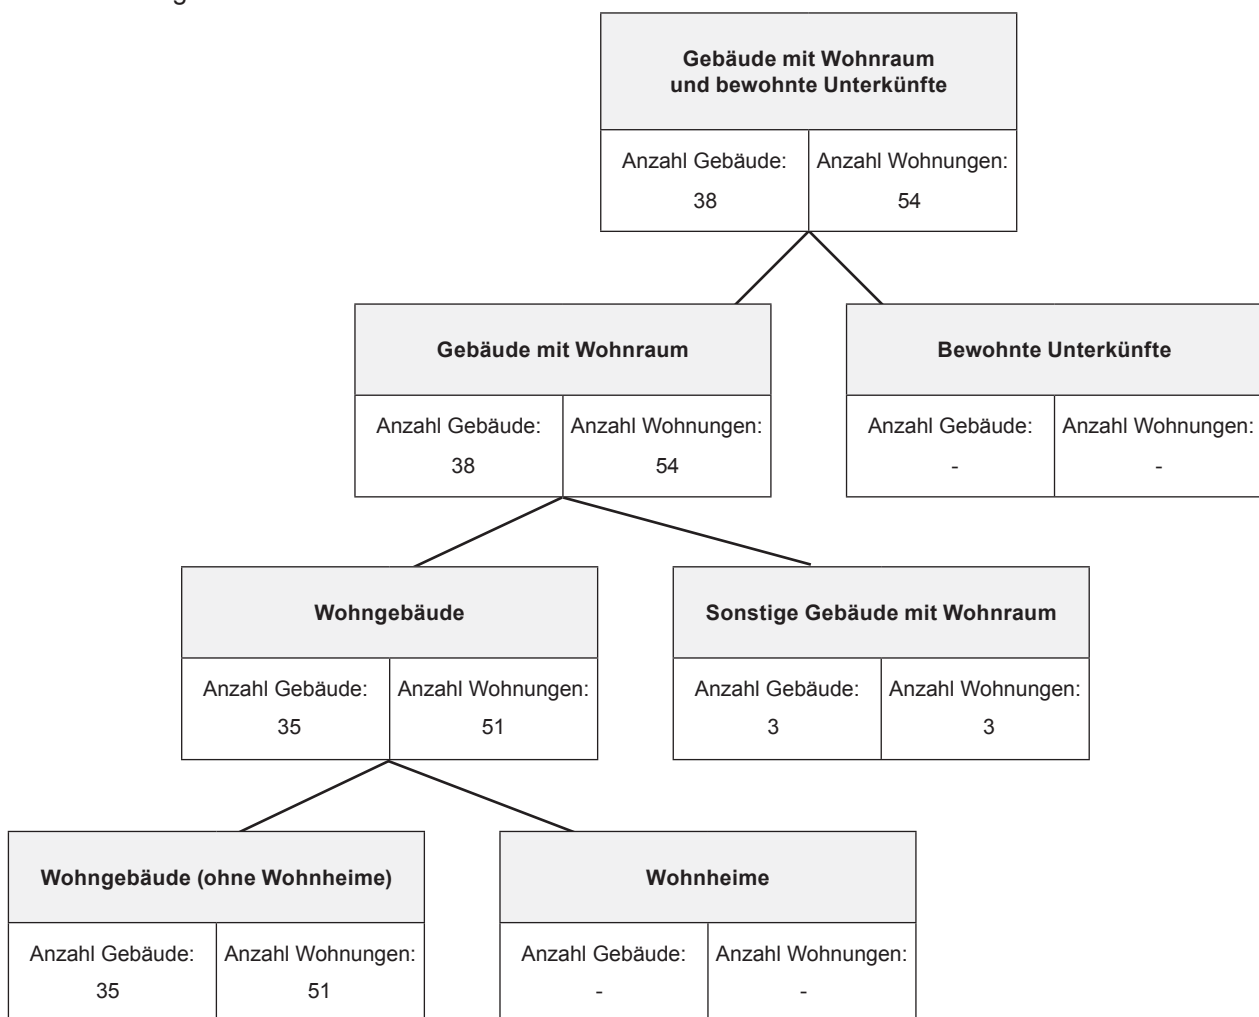 Gebäude mit Wohnraum
und bewohnte Unterkünfte
Anzahl Gebäude: Anzahl Wohnungen:
38 54
Gebäude mit Wohnraum Bewohnte Unterkünfte
Anzahl Gebäude: Anzahl Wohnungen: Anzahl Gebäude: Anzahl Wohnungen:
38 54 - -
Wohngebäude Sonstige Gebäude mit Wohnraum
Anzahl Gebäude: Anzahl Wohnungen: Anzahl Gebäude: Anzahl Wohnungen:
35 51 3 3
Wohngebäude (ohne Wohnheime) Wohnheime
Anzahl Gebäude: Anzahl Wohnungen: Anzahl Gebäude: Anzahl Wohnungen:
35 51 - -